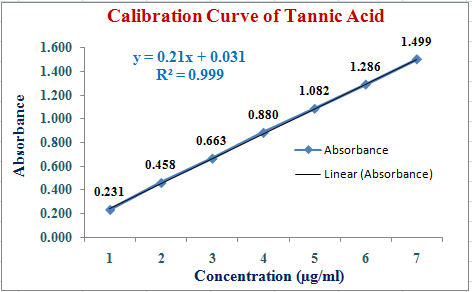 Calibration Curve of Tannic Acid
y = 0.21x + 0.031
R² = 0.999
Absorbance
1.600
1.400
1.200
1.000
0.800
0.600
0.400
0.200
0.000
0.231
0.458
0.663
0.880
1.082
1.286
1.499
Absorbance
Linear (Absorbance)
1 2 3 4 5 6 7
Concentration (µg/ml)